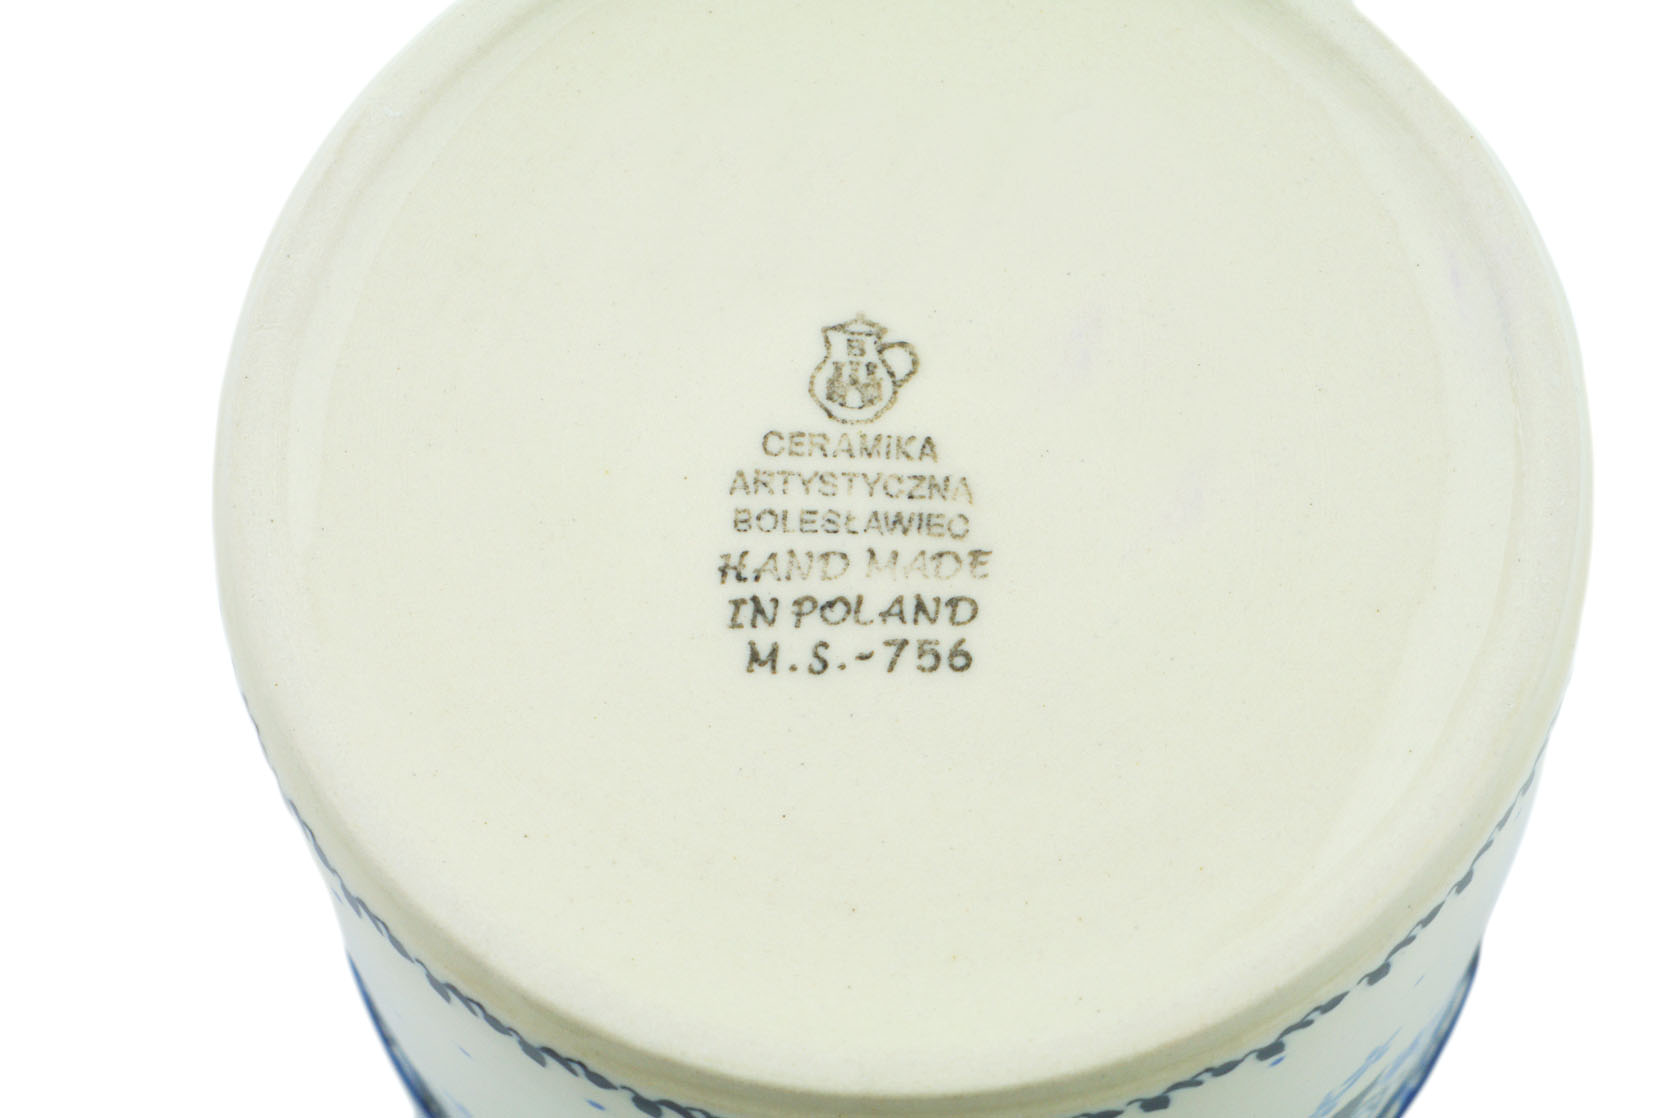 B
CERAMIKA
ARTYSTYCZNA
BOLESŁAWIEC
HAND MADE
IN POLAND
M.S.-756